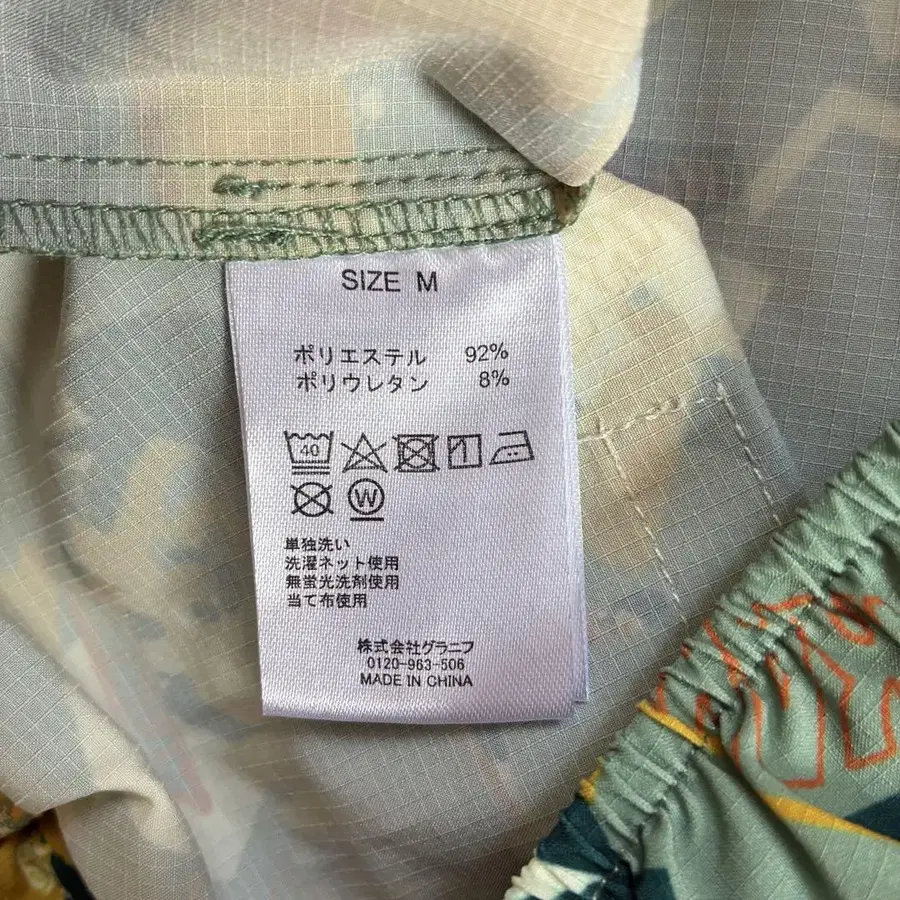 SIZE M
ポリエステル 92%
ポリウレタン 8%
40
W
単独洗い
洗濯ネット使用
無蛍光洗剤使用
当て布使用
株式会社グラニフ
0120-963-506
MADE IN CHINA